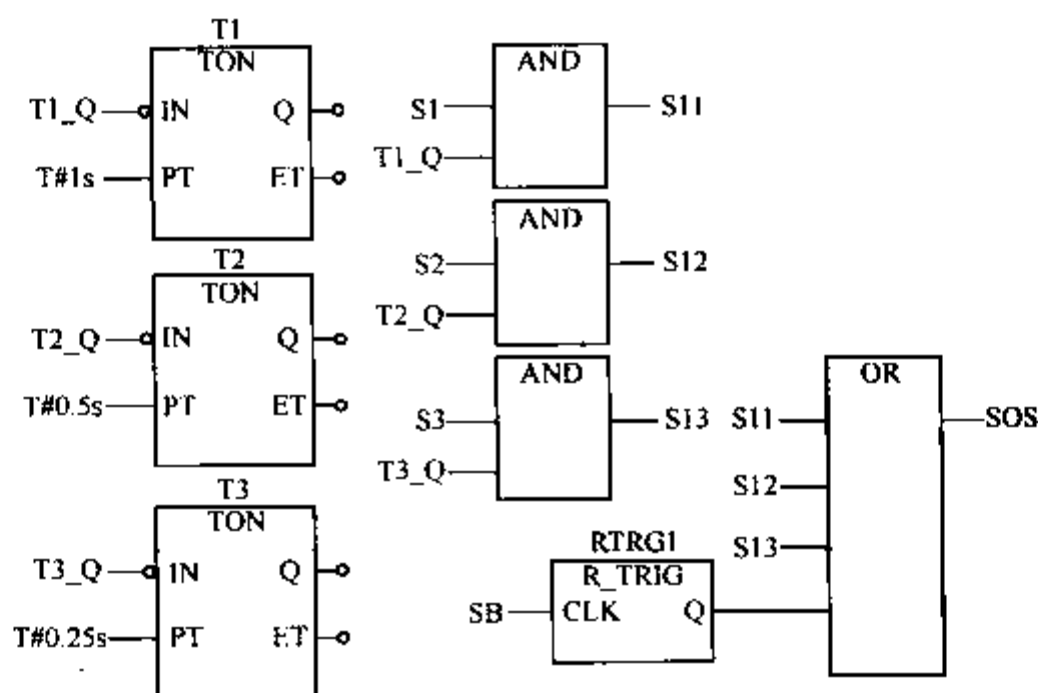 T1
TON
T1_Q
IN
Q
T#1s
PT
ET
T2
TON
T2_Q
IN
Q
T#0.5s
PT
ET
T3
TON
T3_Q
IN
Q
T#0.25s
PT
ET
AND
S1
T1_Q
S11
AND
S2
T2_Q
S12
AND
S3
T3_Q
S13
RTRG1
R_TRIG
SB
CLK
Q
OR
S11
S12
S13
SOS